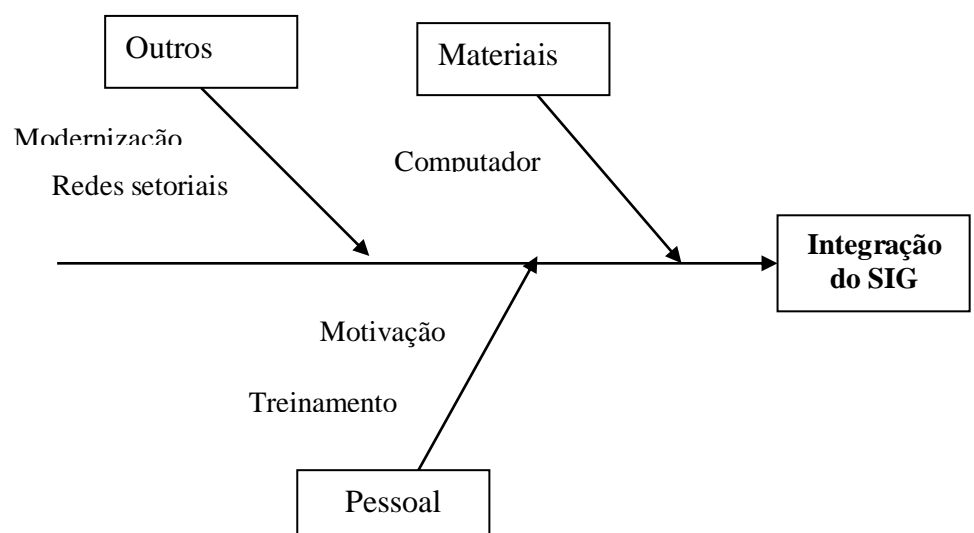 Outros
Materiais
Modernização
Computador
Redes setoriais
Integração
do SIG
Motivação
Treinamento
Pessoal